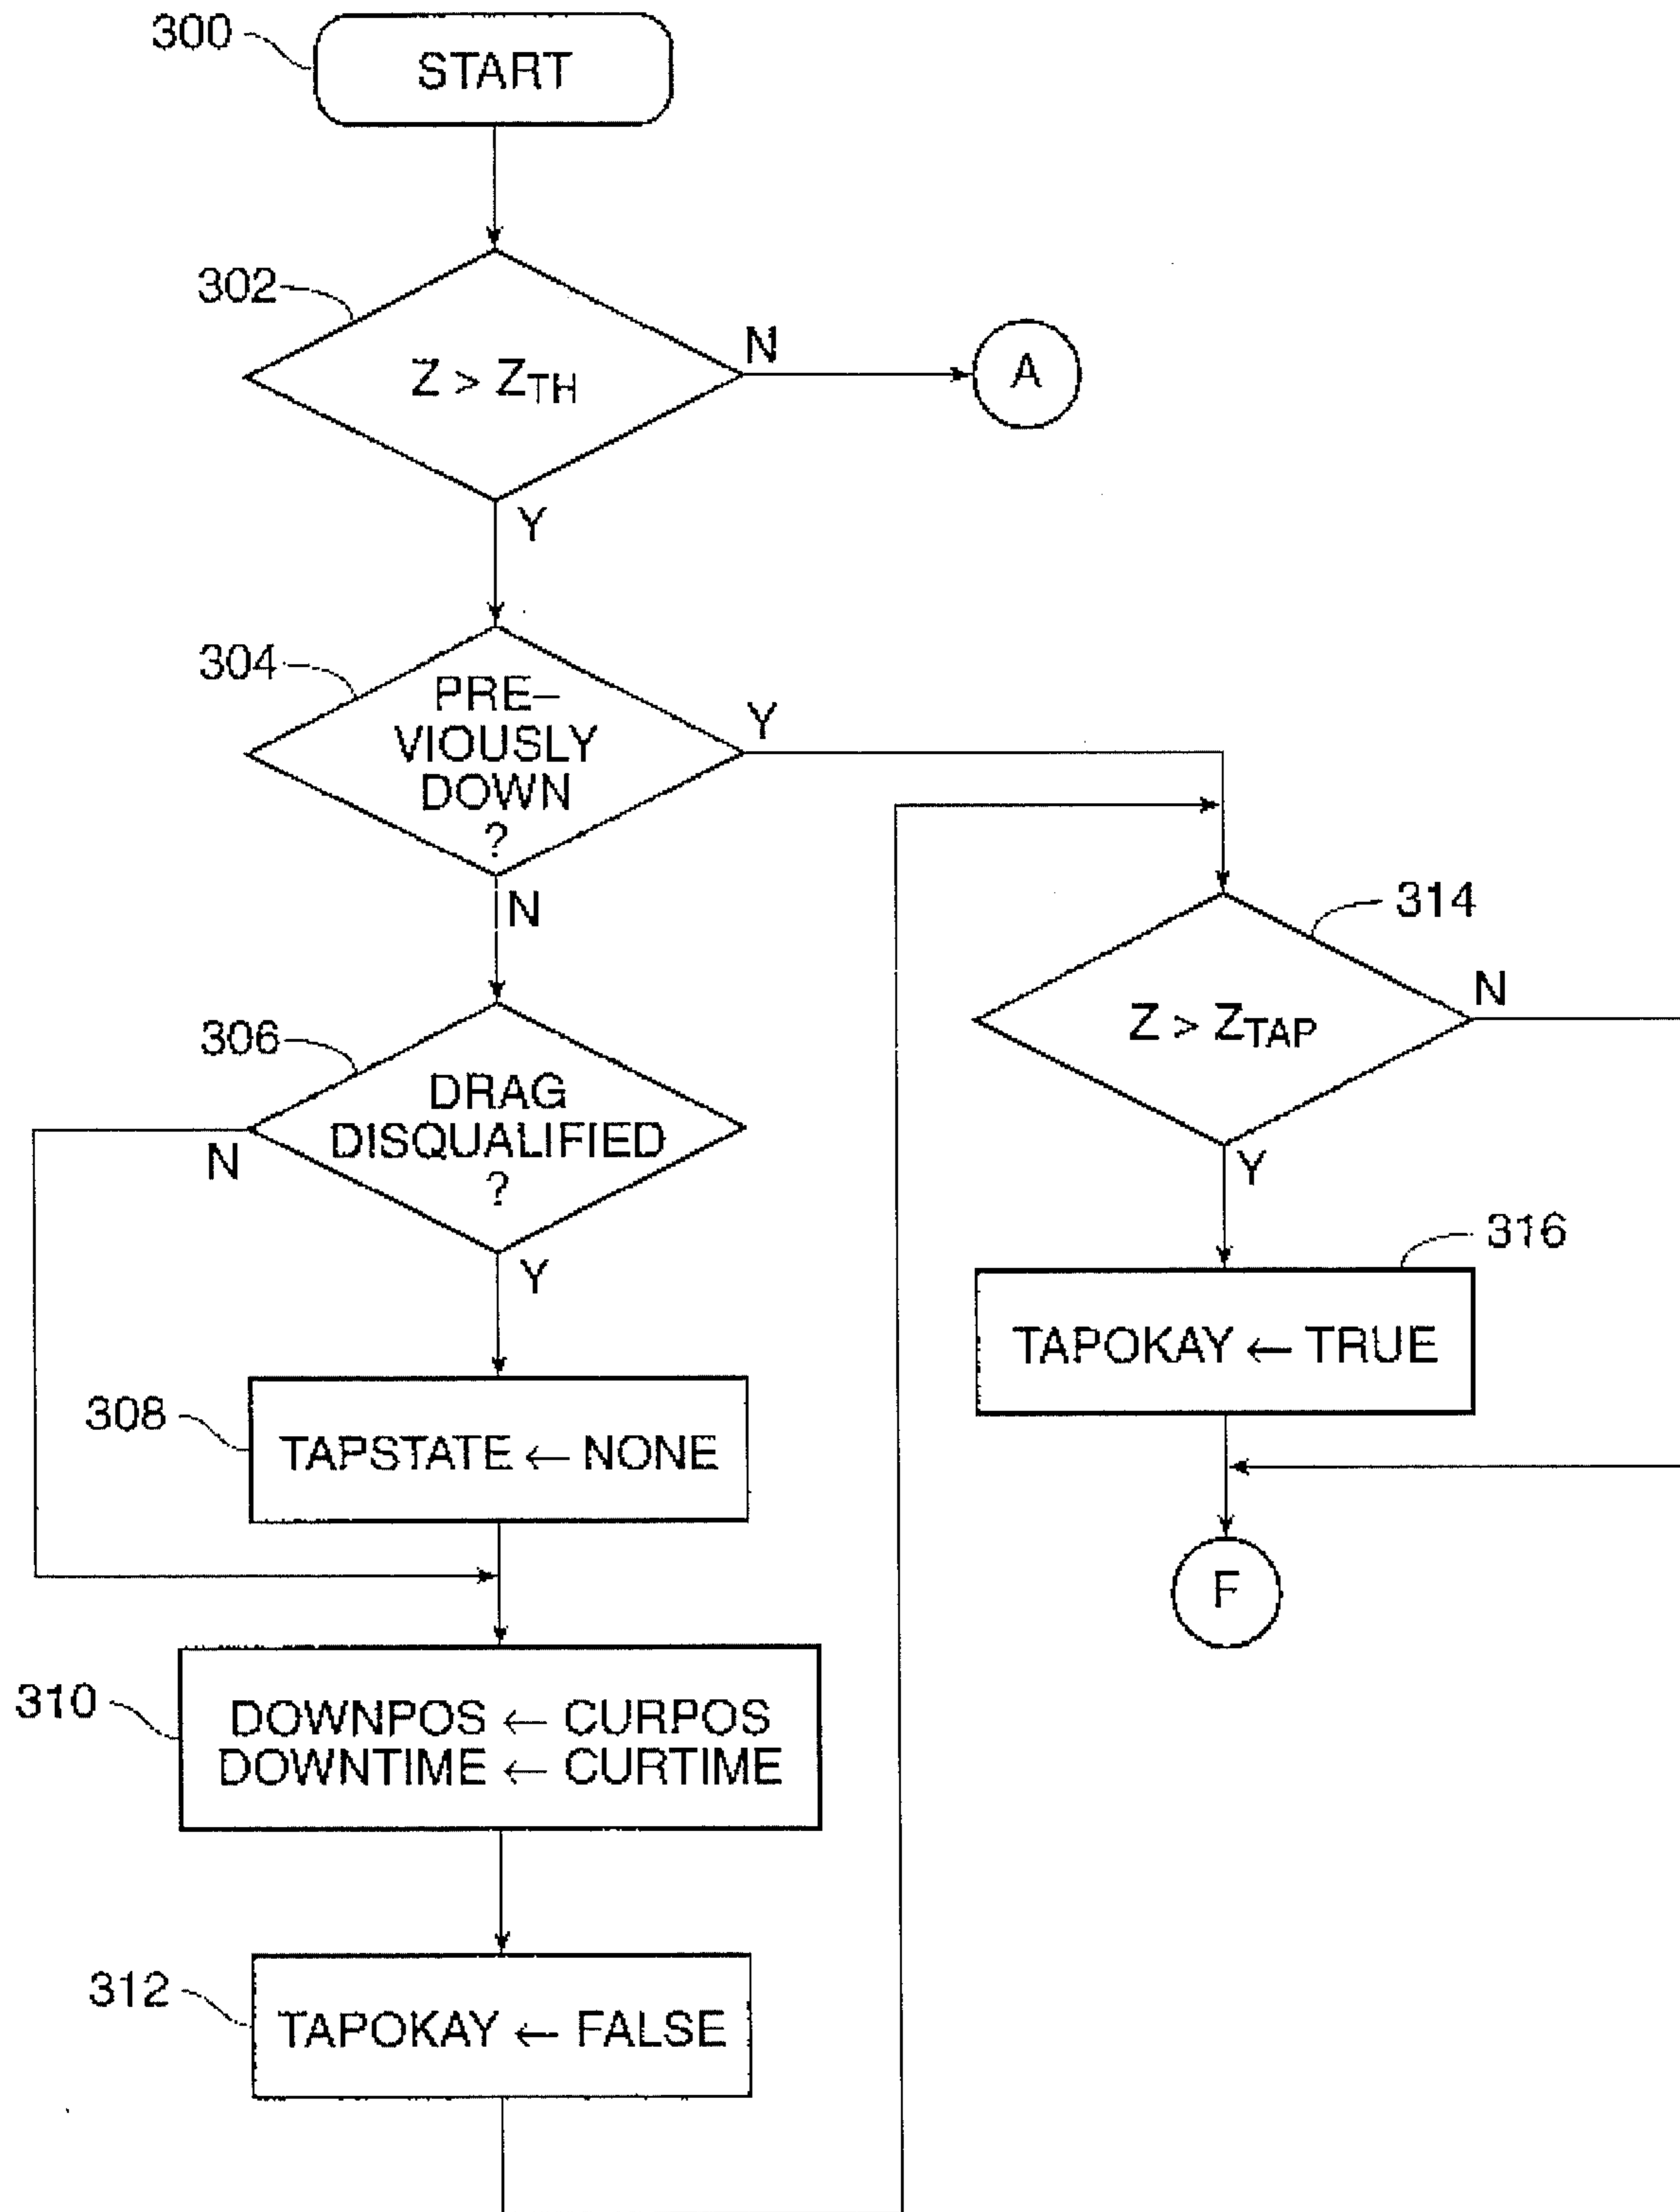 300
START
302
Z > ZTH
N
A
Y
304
PRE–
VIOUSLY
DOWN
?
Y
N
306
DRAG
DISQUALIFIED
?
N
Y
308
TAPSTATE ← NONE
310
DOWNPOS ← CURPOS
DOWNTIME ← CURTIME
312
TAPOKAY ← FALSE
314
Z > ZTAP
N
Y
316
TAPOKAY ← TRUE
F